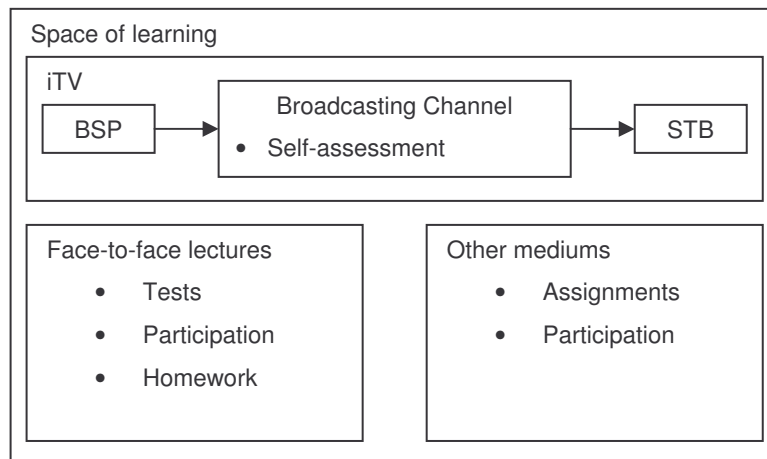 Space of learning
iTV
BSP
Broadcasting Channel
• Self-assessment
STB
Face-to-face lectures
• Tests
• Participation
• Homework
Other mediums
• Assignments
• Participation